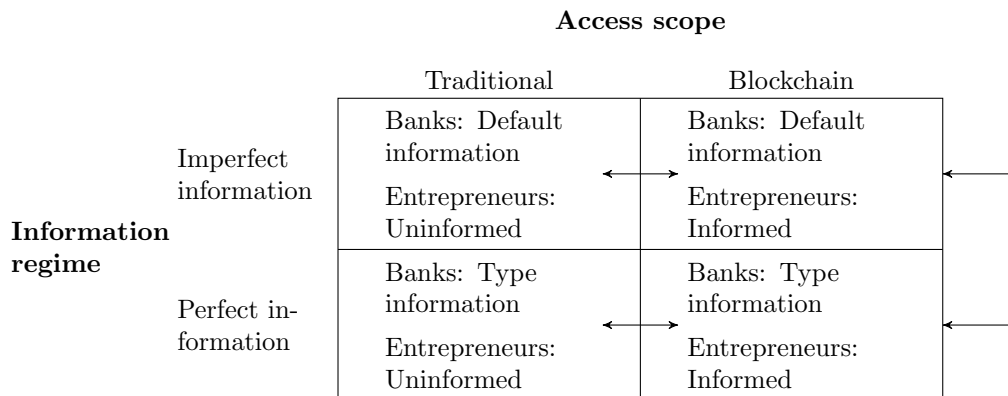 Access scope
Traditional Blockchain
Imperfect
information
Banks: Default
information
Entrepreneurs:
Uninformed
Banks: Default
information
Entrepreneurs:
Informed
Information
regime
Perfect in-
formation
Banks: Type
information
Entrepreneurs:
Uninformed
Banks: Type
information
Entrepreneurs:
Informed